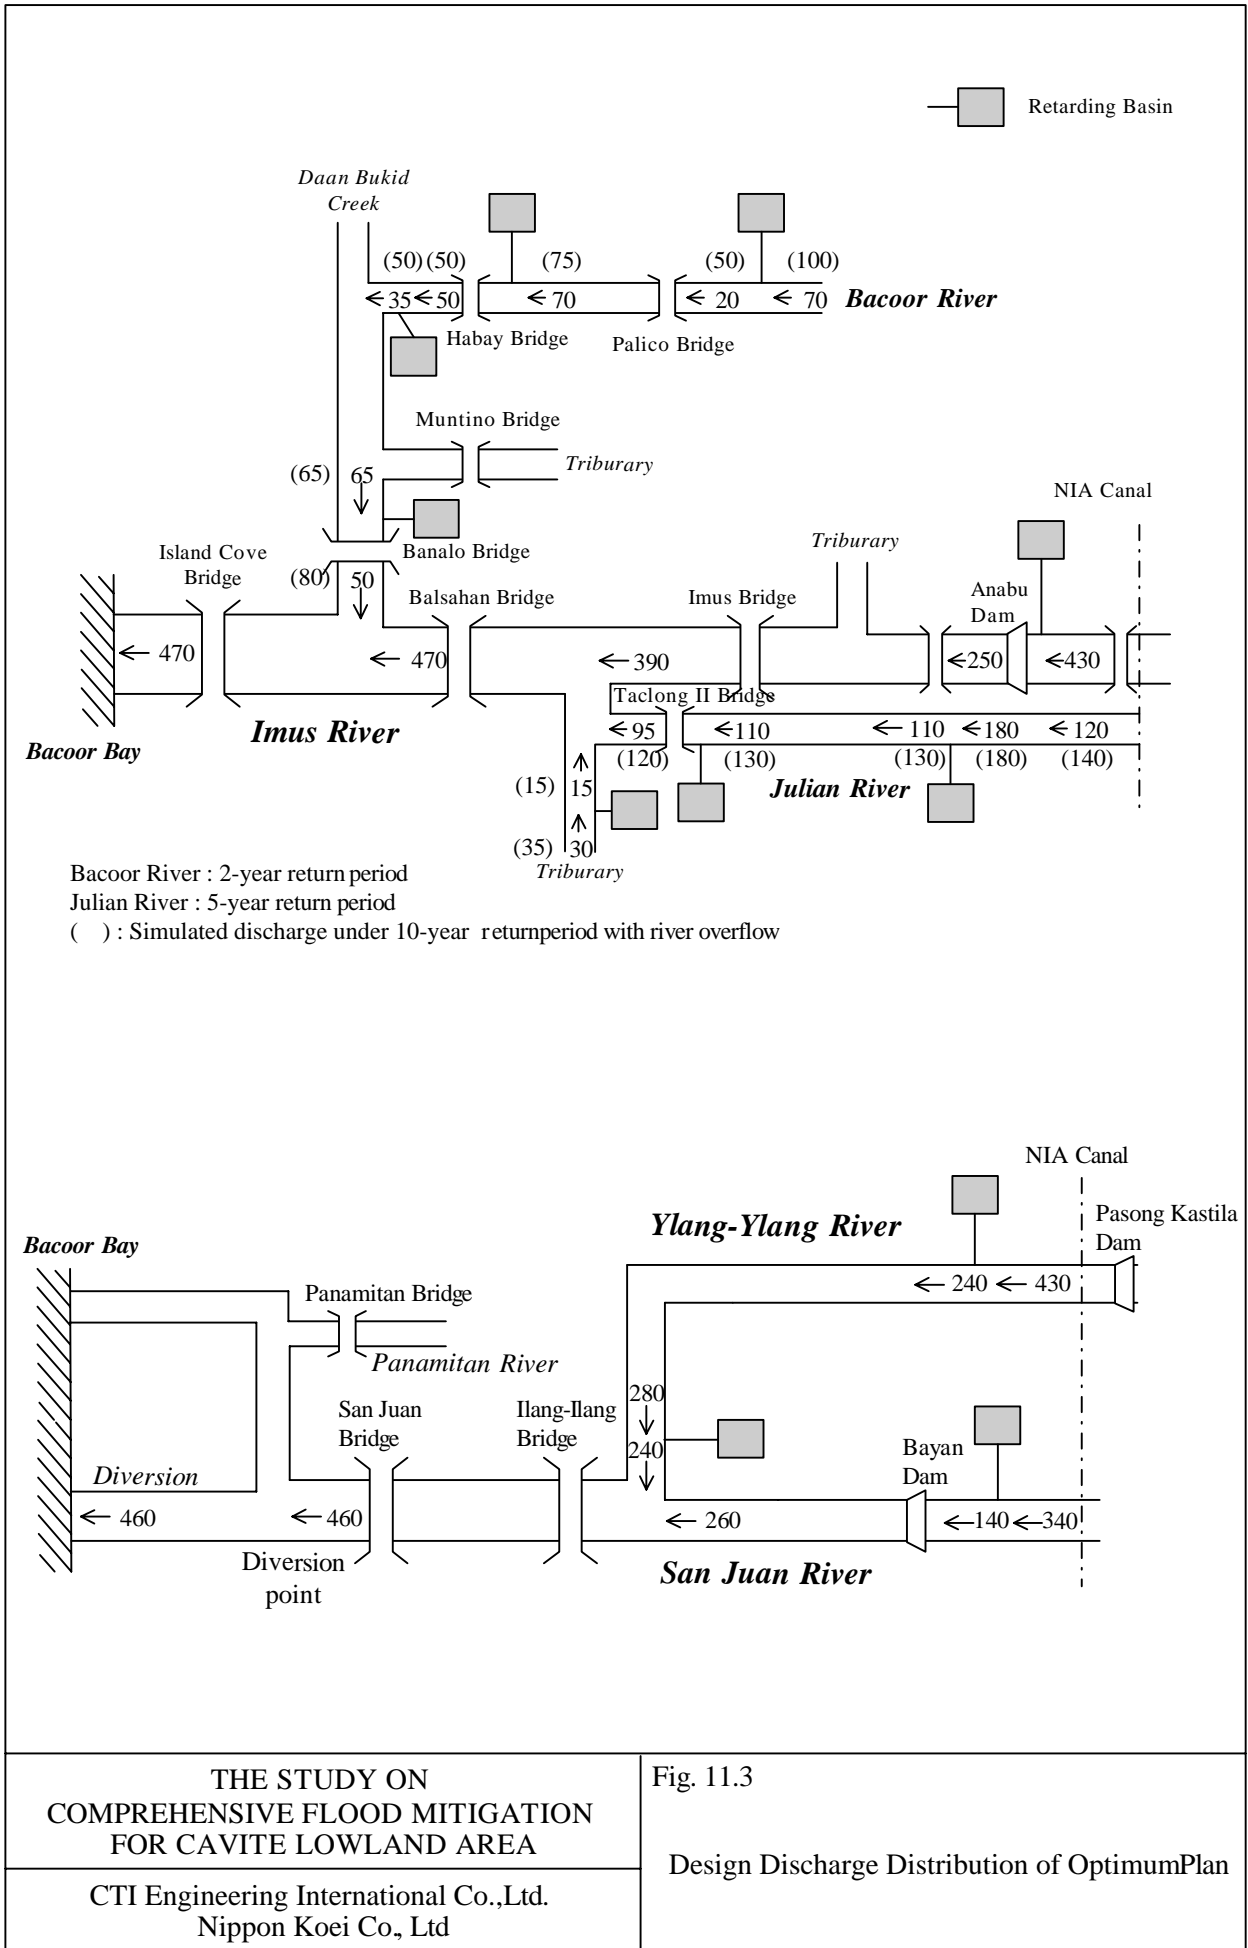 Retarding Basin
Daan Bukid
Creek
(50) (50) (75) (50) (100)
35 50 70 20 70 Bacoor River
Habay Bridge Palico Bridge
Muntino Bridge
(65) 65 Triburary
NIA Canal
Triburary
Island Cove
Bridge
Banalo Bridge
(80) 50
Balsahan Bridge
Imus Bridge
Anabu
Dam
470 470 390 250 430
Taclong II Bridge
Imus River
95 110 110 180 120
(120) (130) (130) (180) (140)
Bacoor Bay
Julian River
(15) 15
(35) 30
Triburary
Bacoor River : 2-year return period
Julian River : 5-year return period
( ) : Simulated discharge under 10-year returnperiod with river overflow
NIA Canal
Ylang-Ylang River
Pasong Kastila
Dam
Bacoor Bay
240 430
Panamitan Bridge
Panamitan River
280
San Juan
Bridge
Ilang-Ilang
Bridge
240
Bayan
Dam
Diversion
460 460 260 140 340
Diversion
point
San Juan River
THE STUDY ON
COMPREHENSIVE FLOOD MITIGATION
FOR CAVITE LOWLAND AREA
CTI Engineering International Co.,Ltd.
Nippon Koei Co., Ltd
Fig. 11.3
Design Discharge Distribution of OptimumPlan